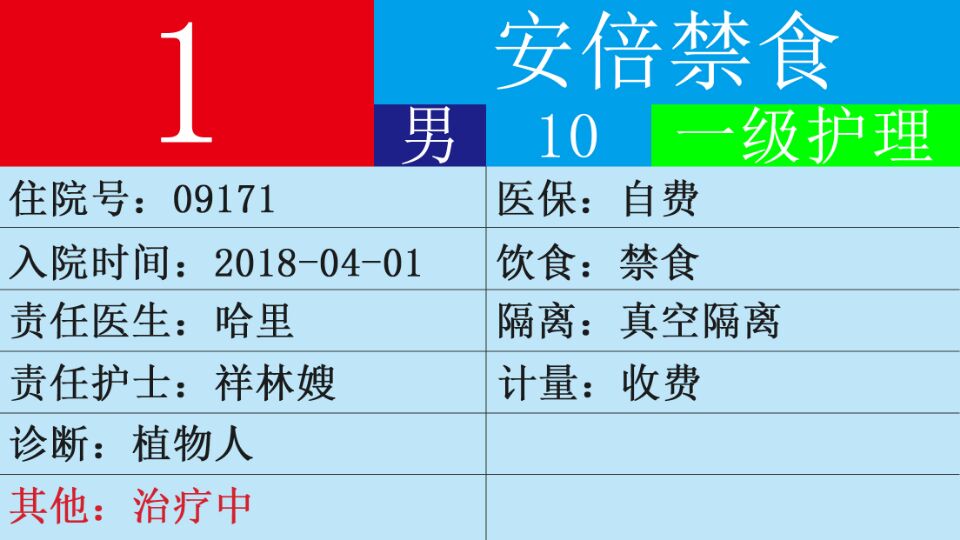 1
安倍禁食
男 10 一级护理
住院号：09171 医保：自费
入院时间：2018-04-01 饮食：禁食
责任医生：哈里 隔离：真空隔离
责任护士：祥林嫂 计量：收费
诊断：植物人
其他：治疗中